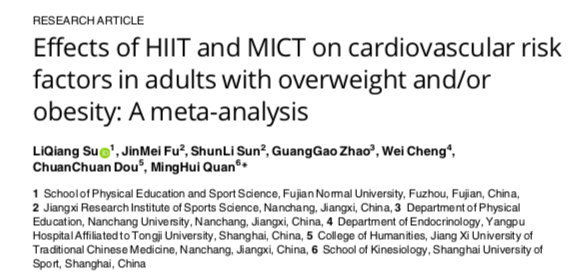 RESEARCH ARTICLE
Effects of HIIT and MICT on cardiovascular risk
factors in adults with overweight and/or
obesity: A meta-analysis
LiQiang Su1, JinMei Fu2, ShunLi Sun2, GuangGao Zhao3, Wei Cheng4,
ChuanChuan Dou5, MingHui Quan6*
1 School of Physical Education and Sport Science, Fujian Normal University, Fuzhou, Fujian, China,
2 Jiangxi Research Institute of Sports Science, Nanchang, Jiangxi, China, 3 Department of Physical
Education, Nanchang University, Nanchang, Jiangxi, China, 4 Department of Endocrinology, Yangpu
Hospital Affiliated to Tongji University, Shanghai, China, 5 College of Humanities, Jiang Xi University of
Traditional Chinese Medicine, Nanchang, Jiangxi, China, 6 School of Kinesiology, Shanghai University of
Sport, Shanghai, China